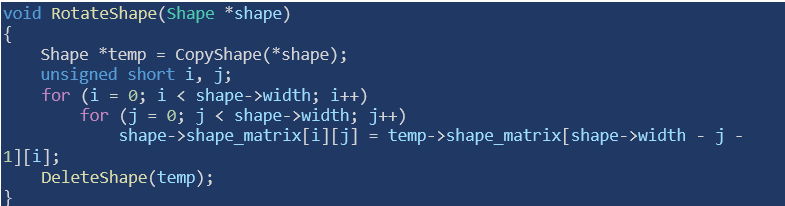 void RotateShape(Shape *shape)
{
    Shape *temp = CopyShape(*shape);
    unsigned short i, j;
    for (i = 0; i < shape->width; i++)
        for (j = 0; j < shape->width; j++)
            shape->shape_matrix[i][j] = temp->shape_matrix[shape->width - j -
1][i];
    DeleteShape(temp);
}